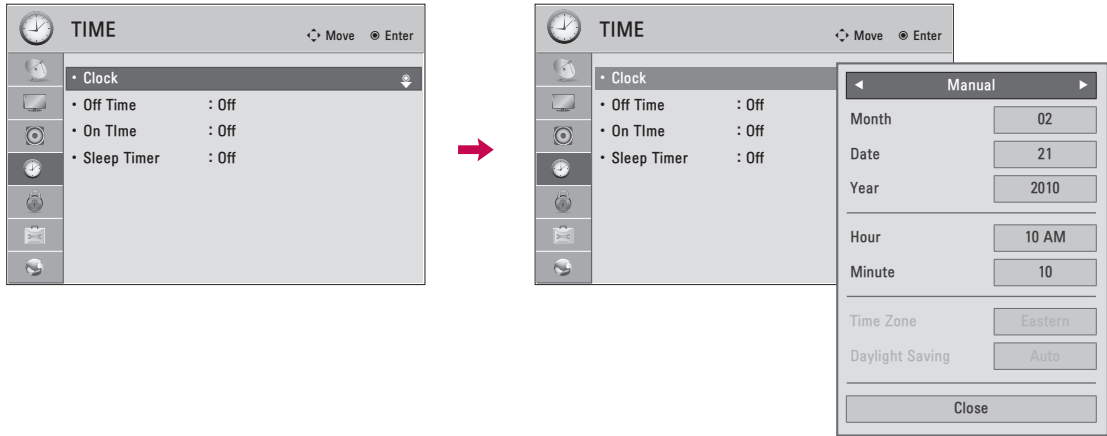 TIME
Move Enter
• Clock
• Off Time : Off
• On TIme : Off
• Sleep Timer : Off
TIME
Move Enter
• Clock
• Off Time : Off
• On TIme : Off
• Sleep Timer : Off
◄ Manual ►
Month 02
Date 21
Year 2010
Hour 10 AM
Minute 10
Time Zone Eastern
Daylight Saving Auto
Close